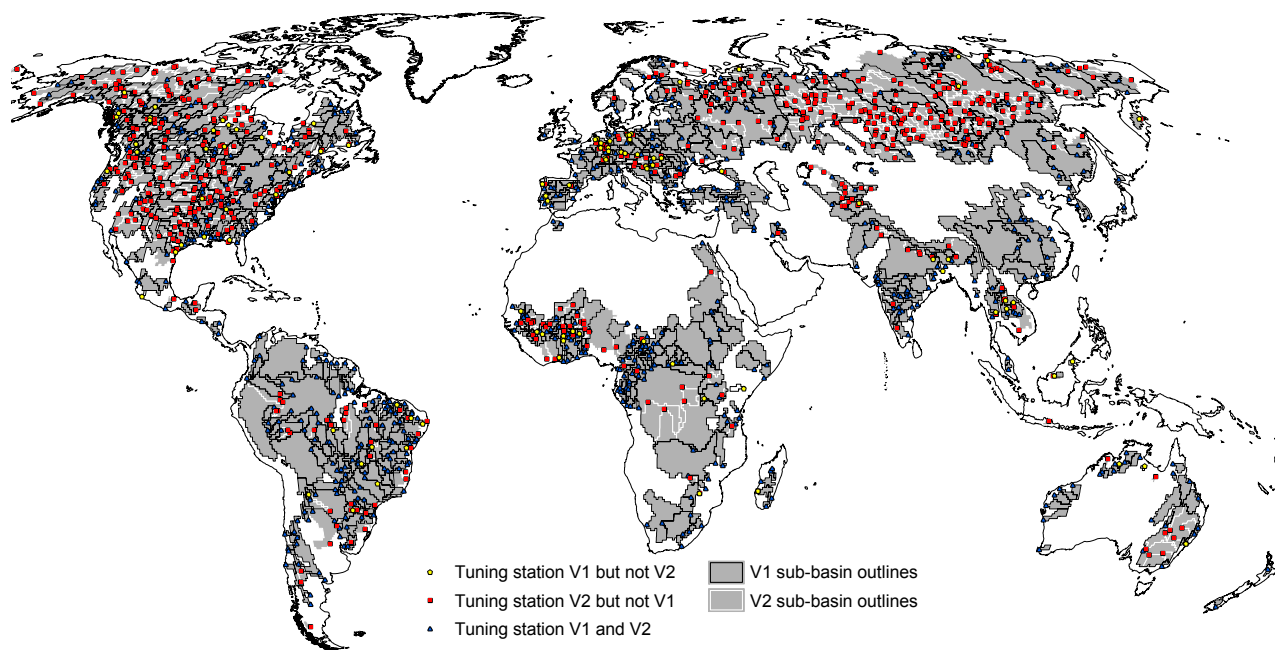 Tuning station V1 but not V2
Tuning station V2 but not V1
Tuning station V1 and V2
V1 sub-basin outlines
V2 sub-basin outlines